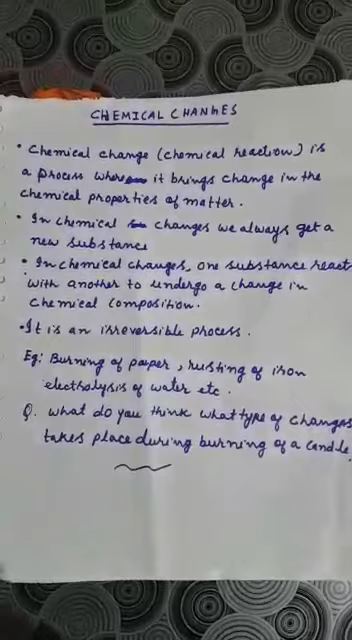 CHEMICAL CHANGES
• Chemical change (chemical reaction) is
a process where it brings change in the
chemical properties of matter.
• In chemical changes we always get a
new substance
• In chemical changes, one substance react
with another to undergo a change in
chemical composition.
• It is an irreversible process.
Eg: Burning of paper, rusting of iron
electrolysis of water etc.
Q. What do you think what type of changes
takes place during burning of a candle.